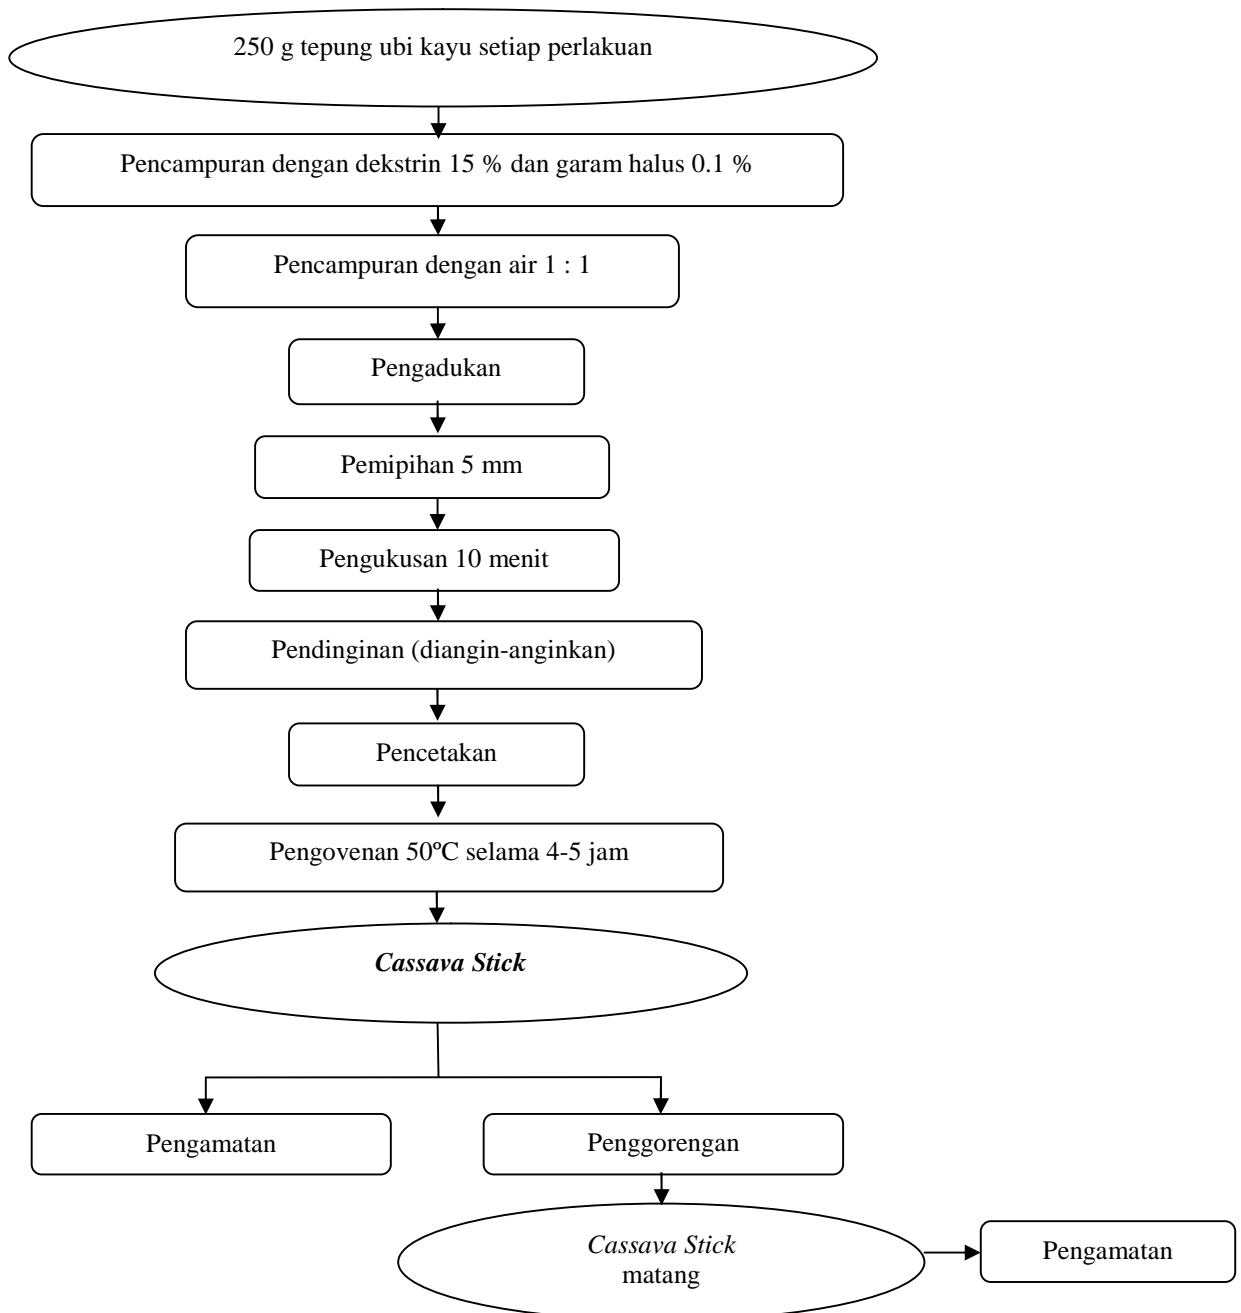 250 g tepung ubi kayu setiap perlakuan
Pencampuran dengan dekstrin 15 % dan garam halus 0.1 %
Pencampuran dengan air 1 : 1
Pengadukan
Pemipihan 5 mm
Pengukusan 10 menit
Pendinginan (diangin-anginkan)
Pencetakan
Pengovenan 50ºC selama 4-5 jam
Cassava Stick
Pengamatan
Penggorengan
Cassava Stick
matang
Pengamatan